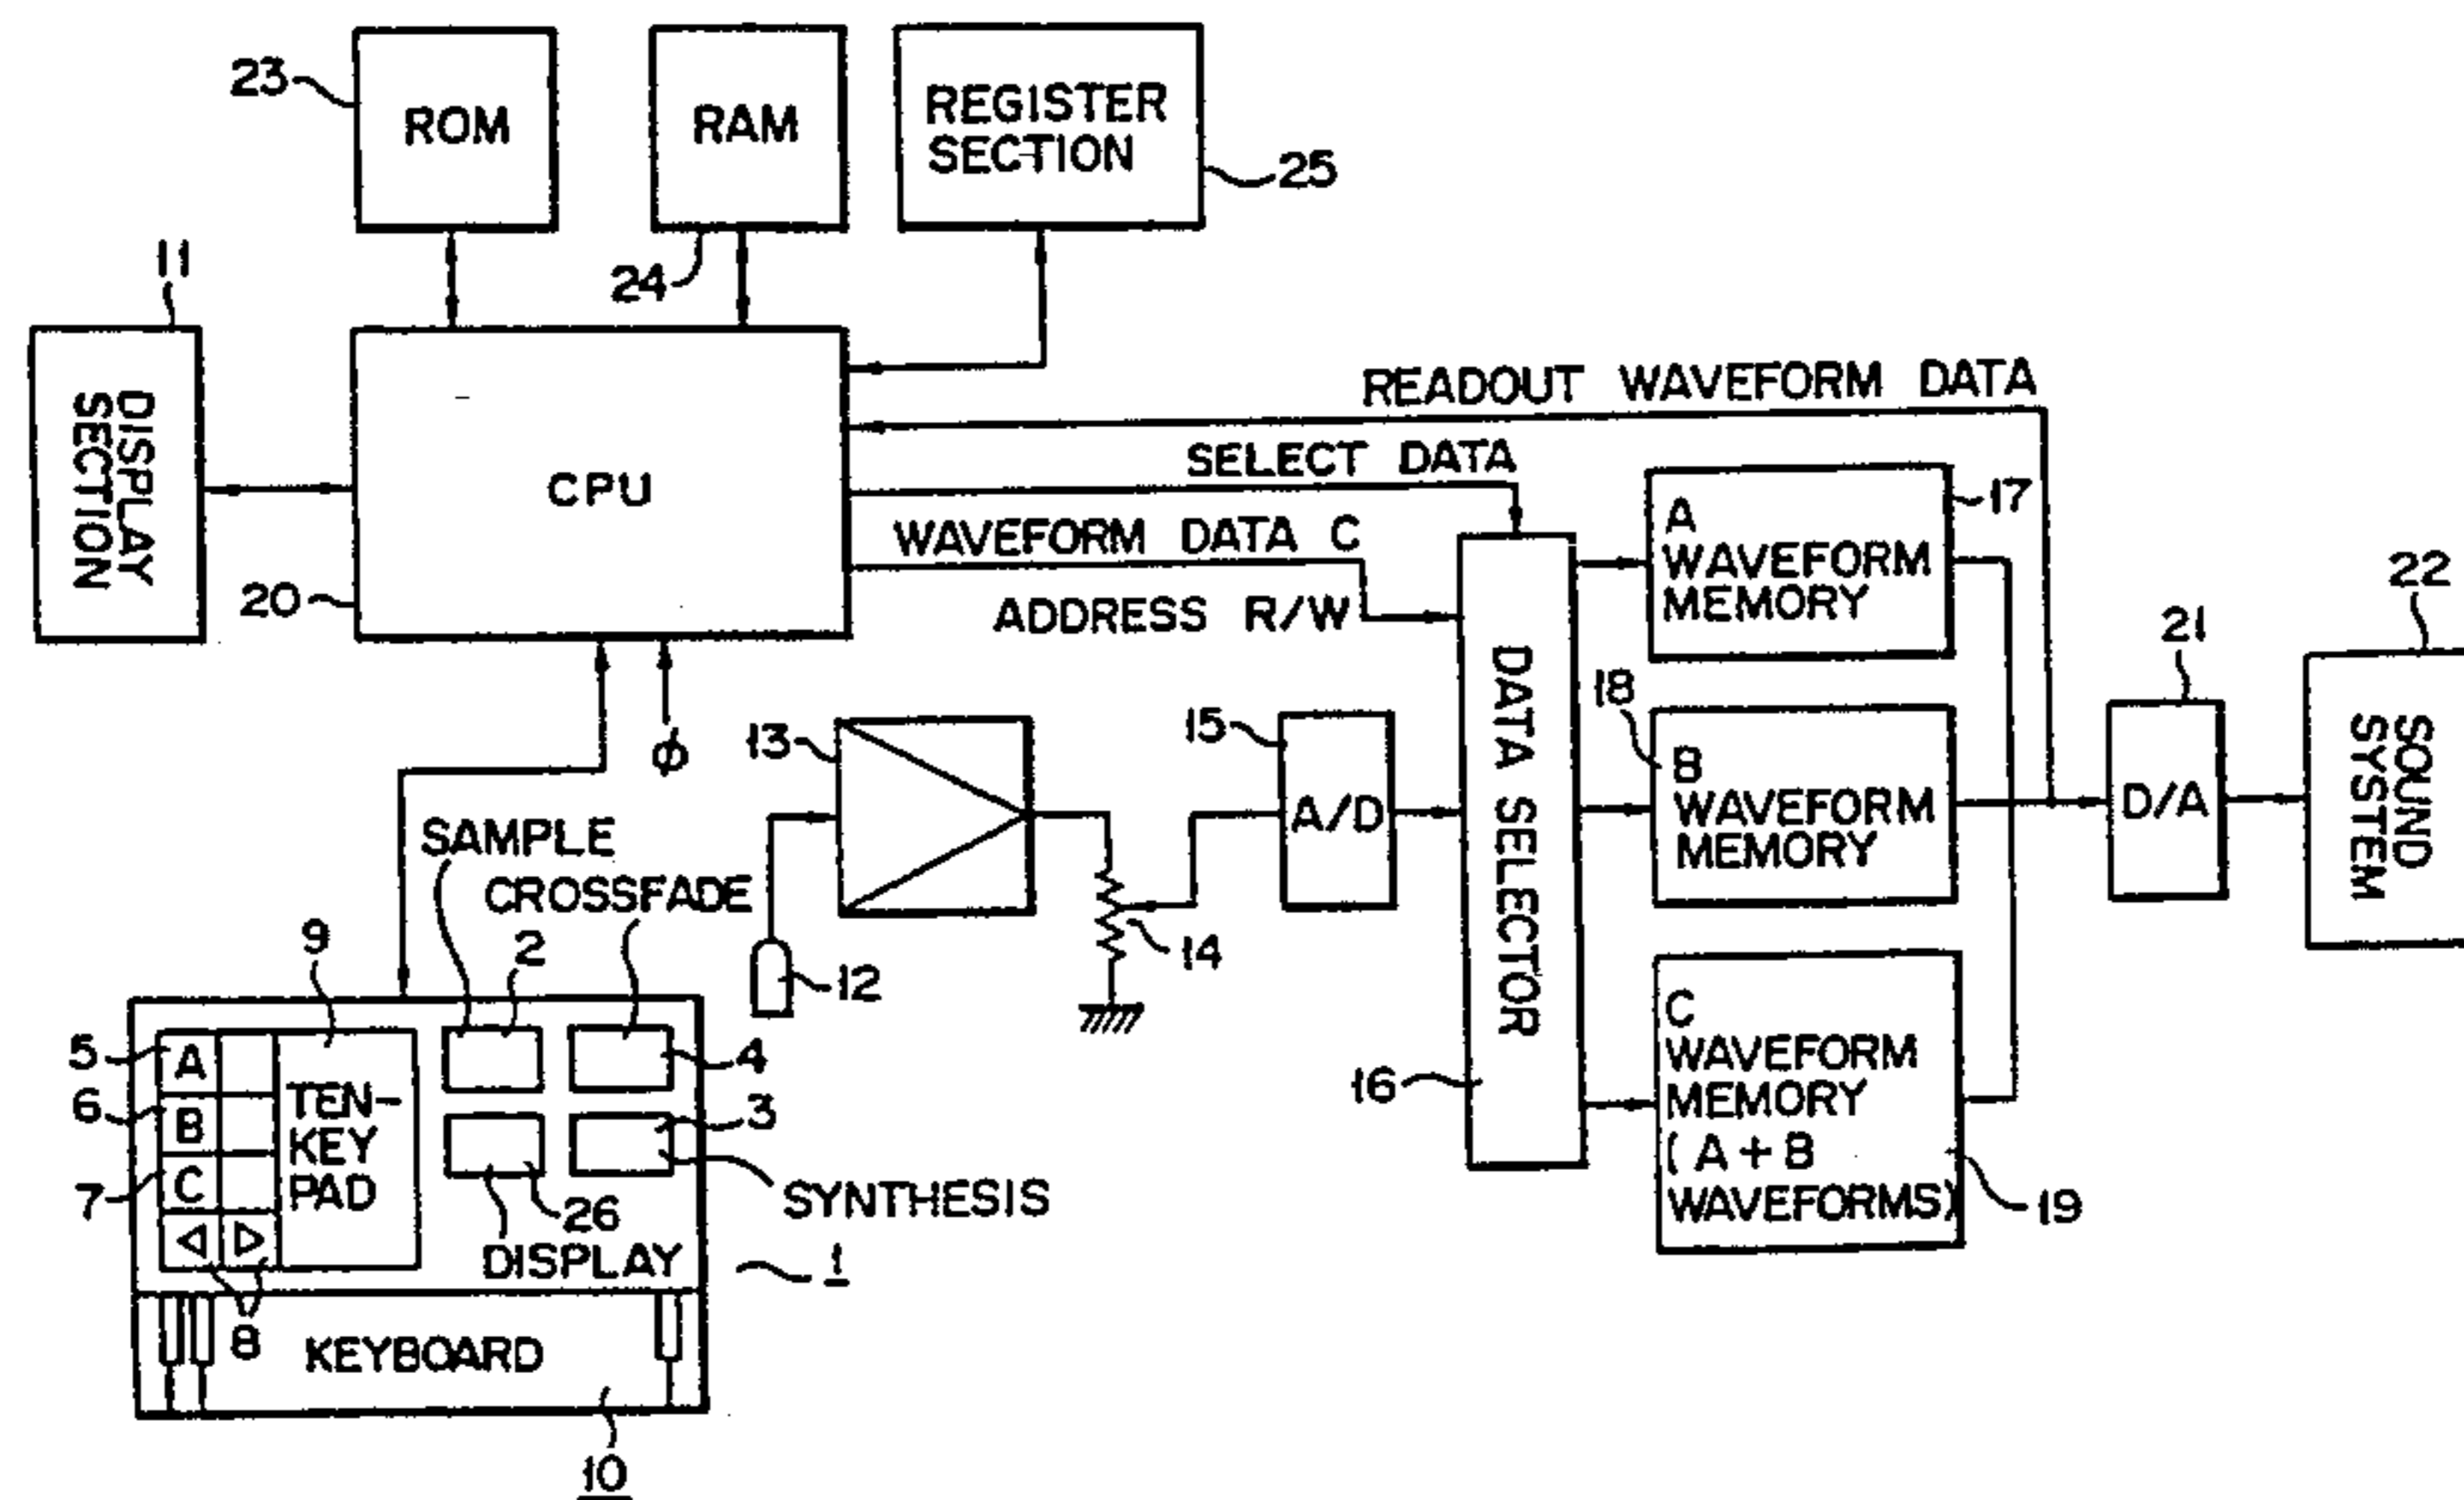 23
ROM
RAM
REGISTER
SECTION
25
24
11
DISPLAY
SECTION
CPU
20
READOUT WAVEFORM DATA
SELECT DATA
WAVEFORM DATA C
ADDRESS R/W
A
WAVEFORM
MEMORY
17
18
B
WAVEFORM
MEMORY
C
WAVEFORM
MEMORY
(A+B
WAVEFORMS)
19
DATA SELECTOR
16
21
D/A
22
SOUND
SYSTEM
φ
13
15
A/D
14
12
SAMPLE
CROSSFADE
9
2
5
A
6
B
7
C
◁ ▷
8
TEN-
KEY
PAD
4
3
SYNTHESIS
26
DISPLAY
1
KEYBOARD
10